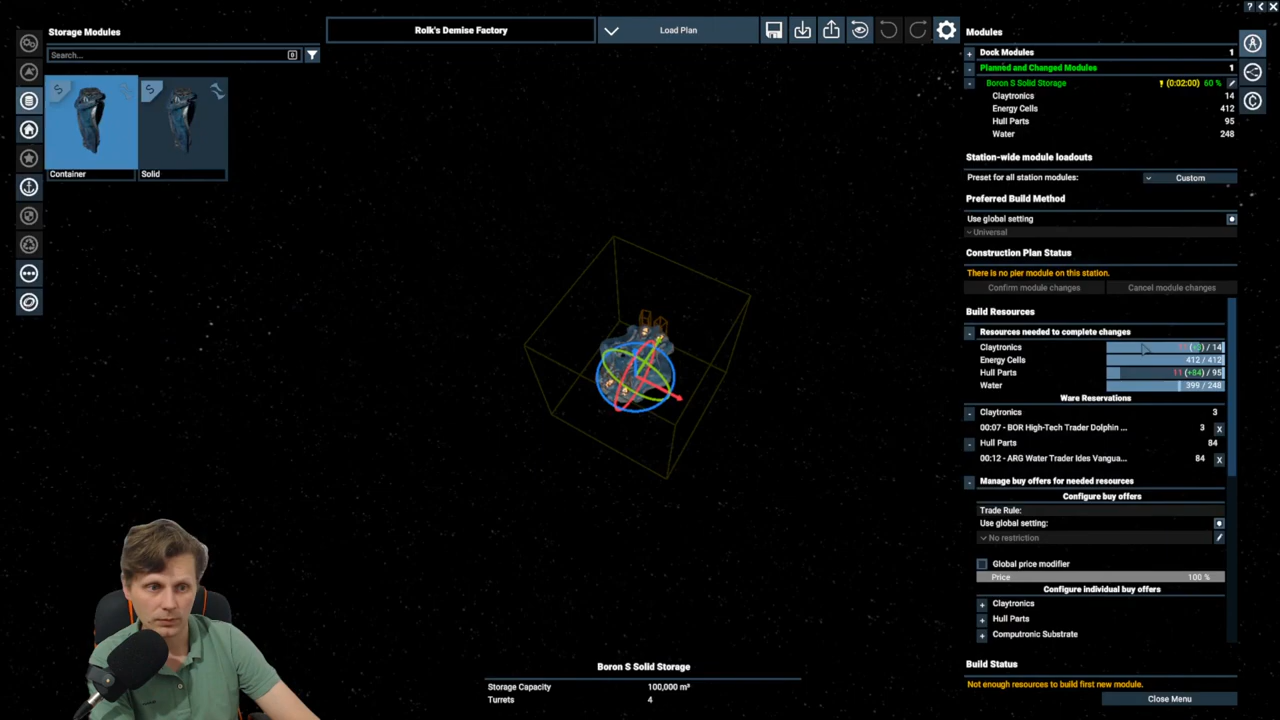 Storage Modules
Search...
0
S
S
Container
Solid
Rolk's Demise Factory
Load Plan
? < X
Modules
+ Dock Modules 1
- Planned and Changed Modules 1
- Boron S Solid Storage ! (0:02:00) 60 %
Claytronics 14
Energy Cells 412
Hull Parts 95
Water 248
Station-wide module loadouts
Preset for all station modules: Custom
Preferred Build Method
Use global setting
Universal
Construction Plan Status
There is no pier module on this station.
Confirm module changes Cancel module changes
Build Resources
- Resources needed to complete changes
Claytronics / 14
Energy Cells 412 / 412
Hull Parts 11 (+84) / 95
Water 399 / 248
Ware Reservations
- Claytronics 3
00:07 - BOR High-Tech Trader Dolphin ... 3 x
- Hull Parts 84
00:12 - ARG Water Trader Ides Vangua... 84 x
- Manage buy offers for needed resources
Configure buy offers
Trade Rule:
Use global setting:
No restriction
Global price modifier
Price 100 %
Configure individual buy offers
+ Claytronics
+ Hull Parts
+ Computronic Substrate
Build Status
Not enough resources to build first new module.
Close Menu
Boron S Solid Storage
Storage Capacity 100,000 m³
Turrets 4